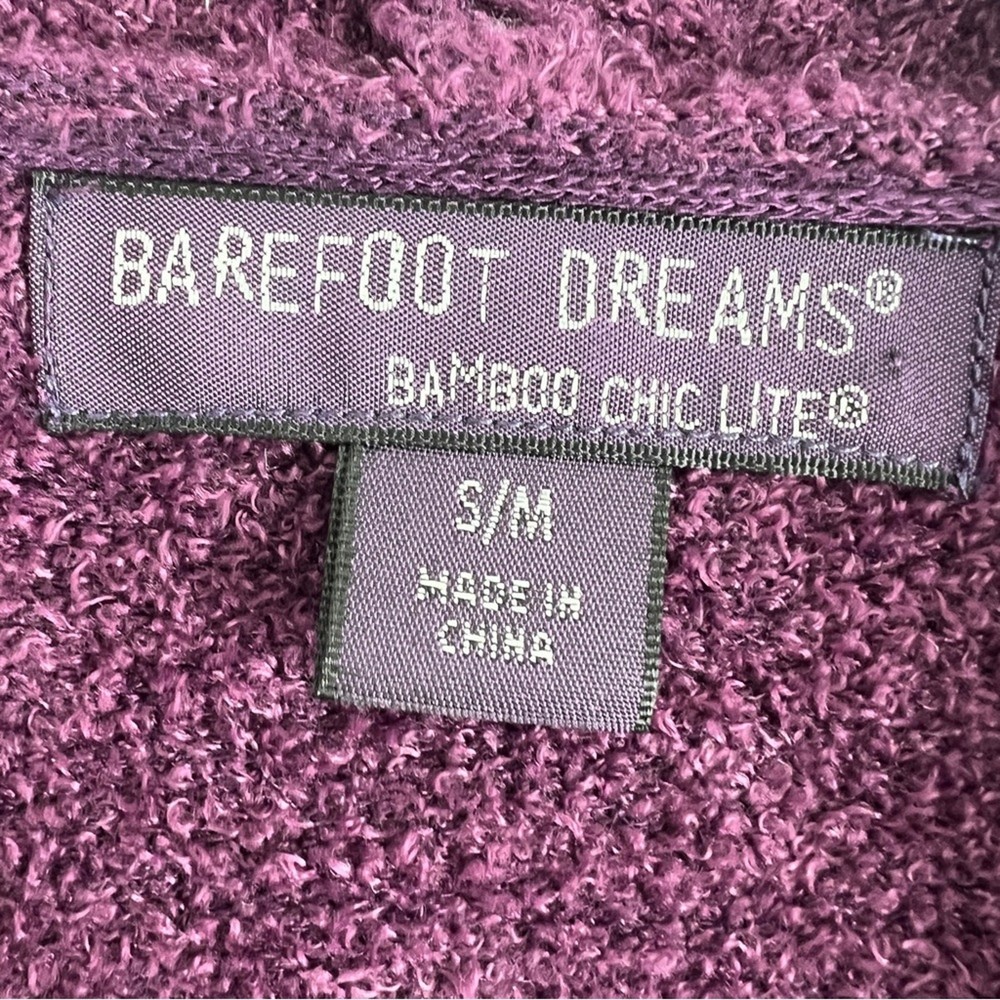 BAREFOOT DREAMS®
BAMBOO CHIC LITE®
S/M
MADE IN
CHINA